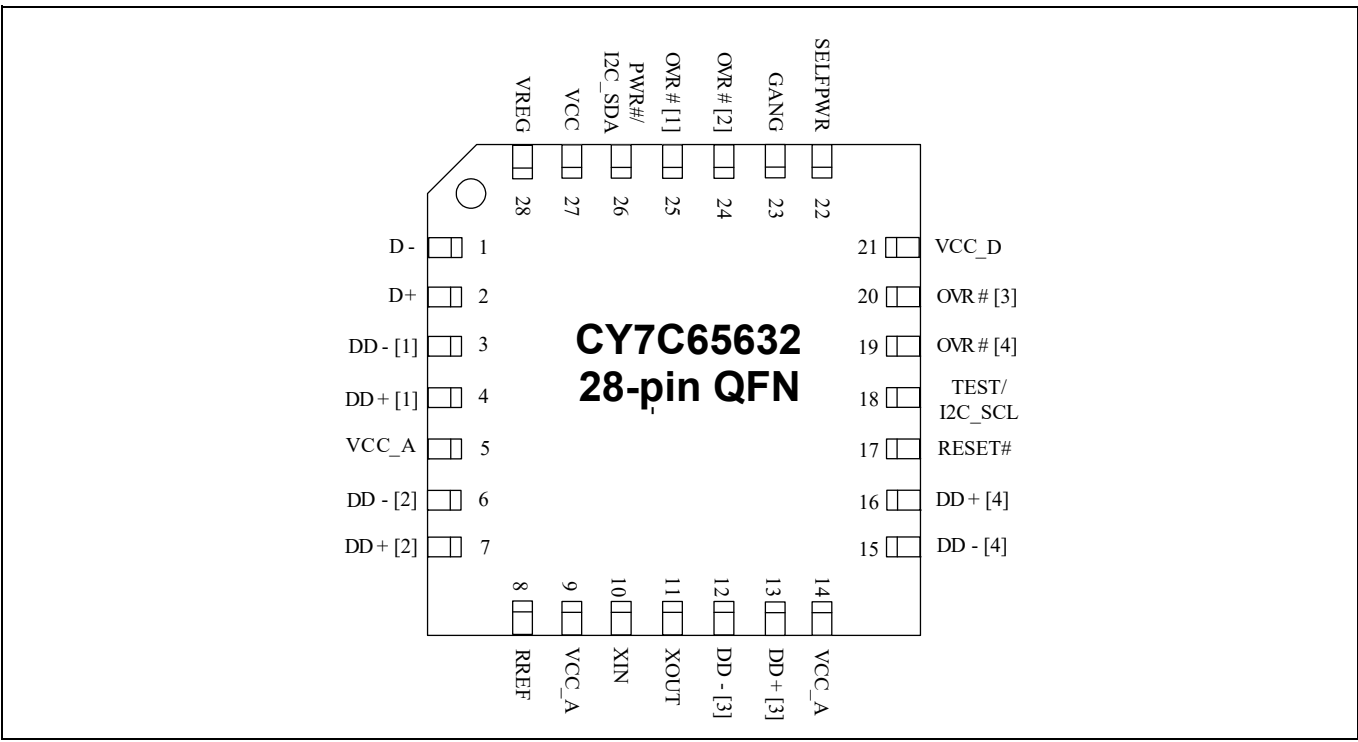 VREG
VCC
PWR#/
I2C_SDA
OVR # [1]
OVR # [2]
GANG
SELFPWR
28
27
26
25
24
23
22
D - 1
D+ 2
DD - [1] 3
DD + [1] 4
VCC_A 5
DD - [2] 6
DD + [2] 7
CY7C65632
28-pin QFN
21 VCC_D
20 OVR # [3]
19 OVR # [4]
18 TEST/
I2C_SCL
17 RESET#
16 DD + [4]
15 DD - [4]
8
9
10
11
12
13
14
RREF
VCC_A
XIN
XOUT
DD - [3]
DD + [3]
VCC_A